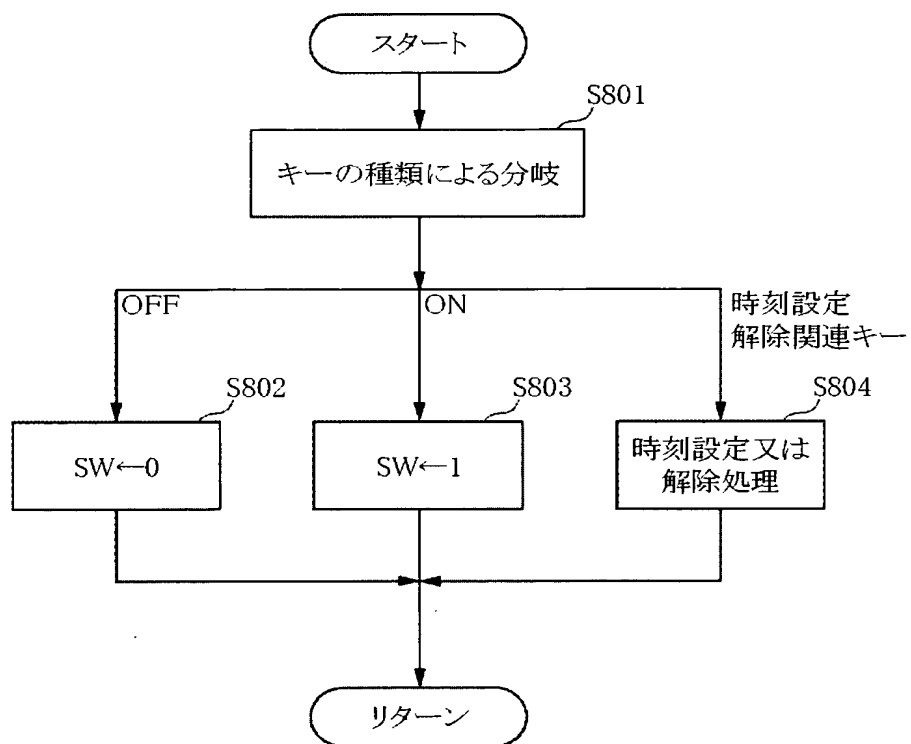 スタート
S801
キーの種類による分岐
OFF
ON
時刻設定
解除関連キー
S802
S803
S804
SW←0
SW←1
時刻設定又は
解除処理
リターン